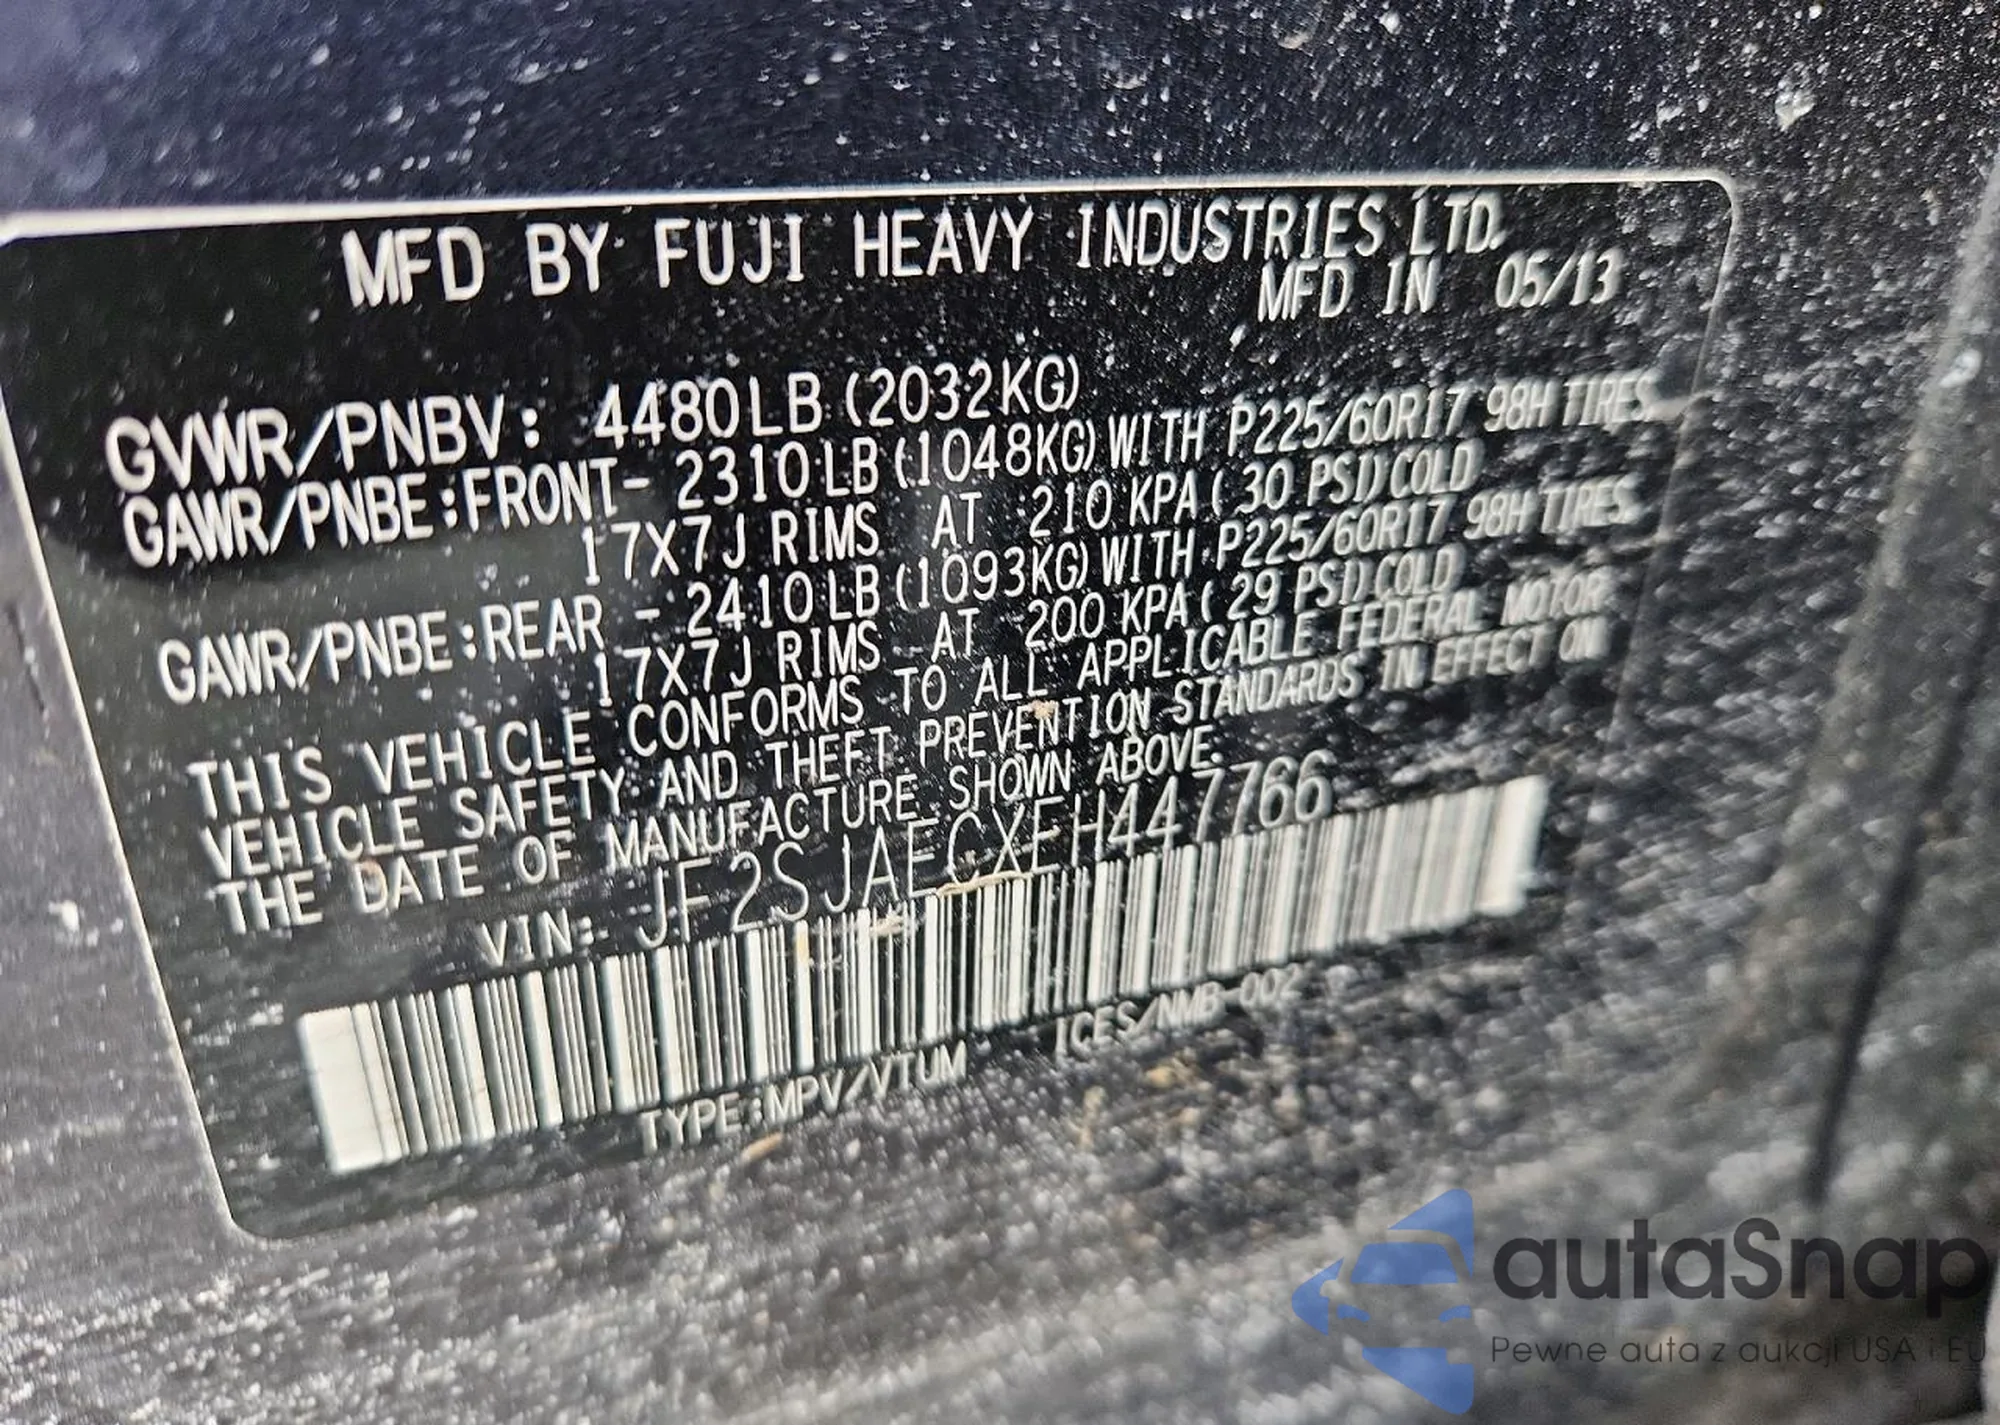 MFD BY FUJI HEAVY INDUSTRIES LTD.
MFD IN 05/13
GVWR/PNBV: 4480LB (2032KG)
GAWR/PNBE:FRONT- 2310LB (1048KG) WITH P225/60R17 98H TIRES
17X7J RIMS AT 210 KPA ( 30 PSI) COLD
GAWR/PNBE:REAR - 2410LB (1093KG) WITH P225/60R17 98H TIRES
17X7J RIMS AT 200 KPA ( 29 PSI) COLD
THIS VEHICLE CONFORMS TO ALL APPLICABLE FEDERAL MOTOR
VEHICLE SAFETY AND THEFT PREVENTION STANDARDS IN EFFECT ON
THE DATE OF MANUFACTURE SHOWN ABOVE.
VIN: JF2SJAECXEH447766
TYPE:MPV/VTUM ICES/NMB-002
autaSnap
Pewne auta z aukcji USA i EU